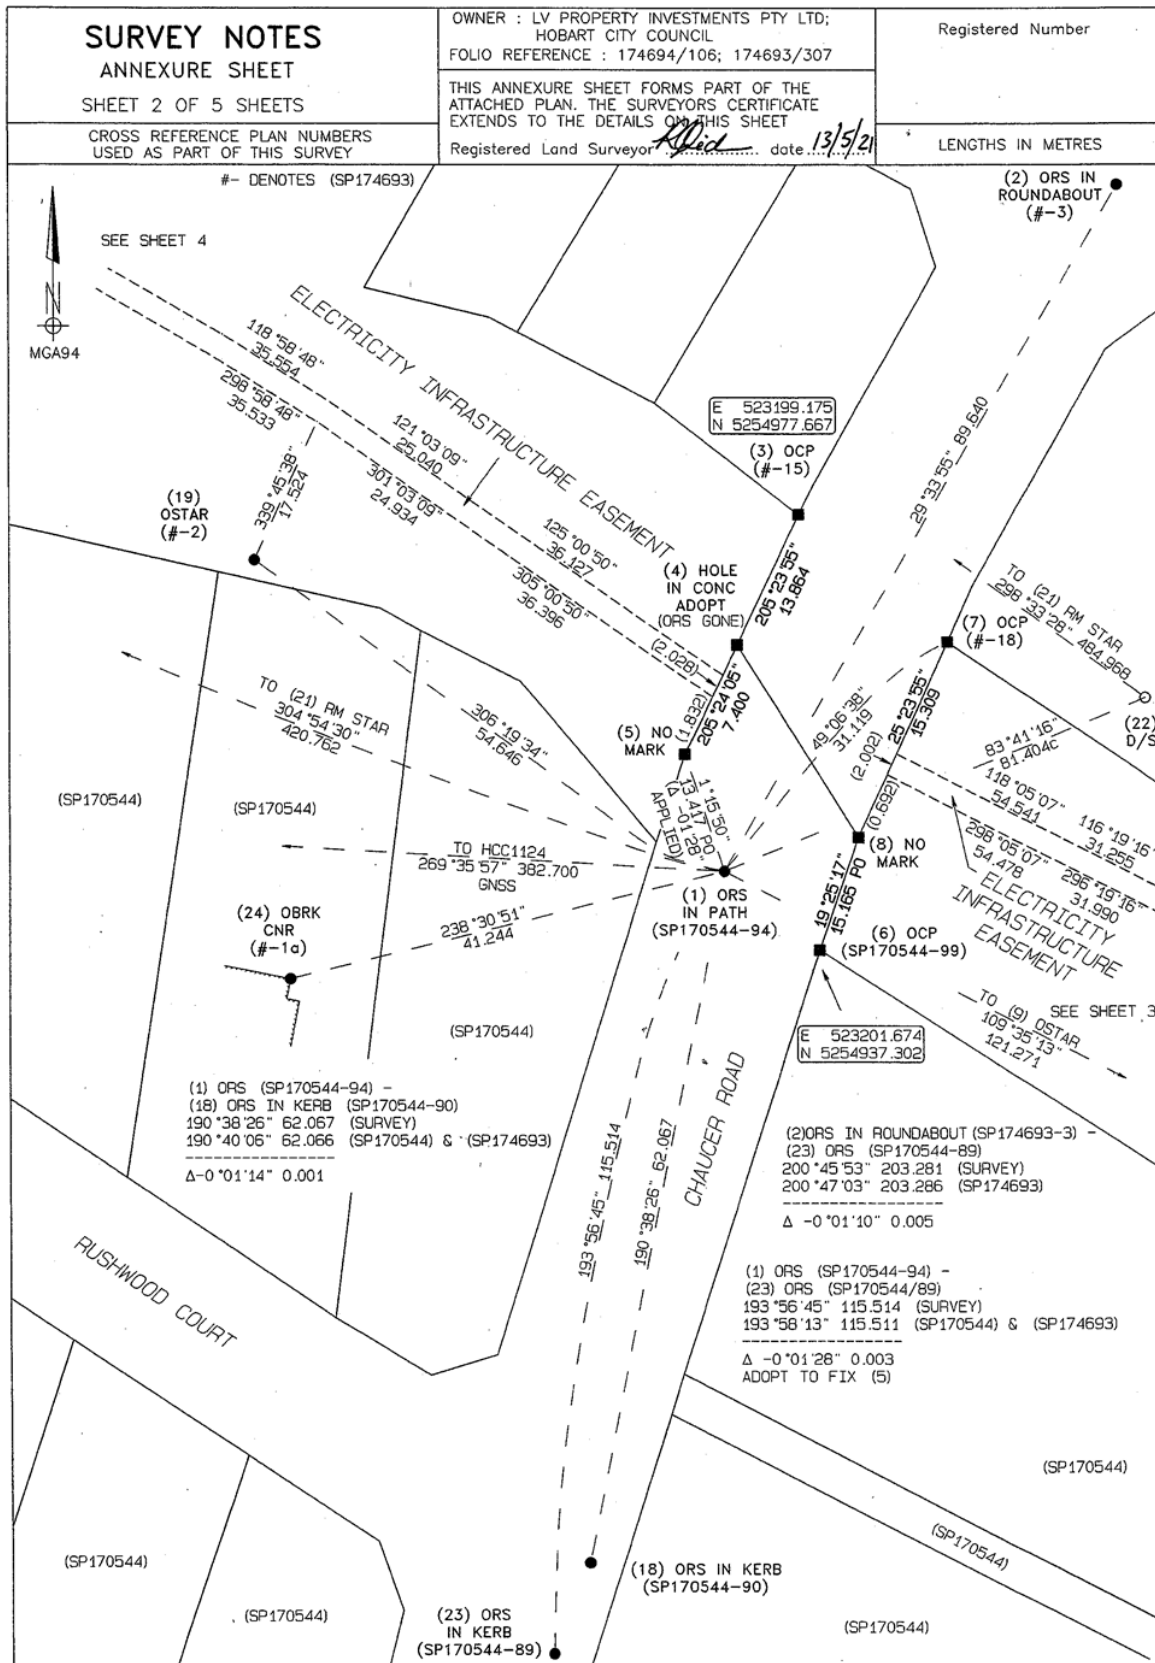 SURVEY NOTES
ANNEXURE SHEET
SHEET 2 OF 5 SHEETS
CROSS REFERENCE PLAN NUMBERS
USED AS PART OF THIS SURVEY
OWNER : LV PROPERTY INVESTMENTS PTY LTD;
HOBART CITY COUNCIL
FOLIO REFERENCE : 174694/106; 174693/307
THIS ANNEXURE SHEET FORMS PART OF THE
ATTACHED PLAN. THE SURVEYORS CERTIFICATE
EXTENDS TO THE DETAILS ON THIS SHEET
Registered Land Surveyor date 13/5/21
Registered Number
LENGTHS IN METRES
#- DENOTES (SP174693)
(2) ORS IN
ROUNDABOUT
(#-3)
SEE SHEET 4
N
MGA94
ELECTRICITY INFRASTRUCTURE EASEMENT
118°58'48"
35.554
298°58'48"
35.533
121°03'09"
25.040
301°03'09"
24.934
125°00'50"
36.127
305°00'50"
36.396
E 523199.175
N 5254977.667
(3) OCP
(#-15)
29°33'55" 89.640
339°45'38"
17.524
(19)
OSTAR
(#-2)
(4) HOLE
IN CONC
ADOPT
(ORS GONE)
205°23'55"
13.864
TO (21) RM STAR
298°33'28" 484.968
(7) OCP
(#-18)
(22)
D/S
(2.028)
205°24'05"
7.400
(1.832)
(5) NO
MARK
TO (21) RM STAR
304°54'30"
420.762
306°19'34"
54.646
49°06'38"
31.119
25°23'55"
15.309
(2.002)
(0.692)
83°41'16"
81.404c
118°05'07"
54.541
116°19'16"
31.255
298°05'07"
54.478
296°19'16"
31.990
ELECTRICITY
INFRASTRUCTURE
EASEMENT
(SP170544)
(SP170544)
1°15'50"
13.417 PO
(Δ -01'28"
APPLIED)
(8) NO
MARK
TO HCC1124
269°35'57" 382.700
GNSS
(1) ORS
IN PATH
(SP170544-94)
19°25'17"
15.165 PO
(24) OBRK
CNR
(#-1a)
238°30'51"
41.244
(6) OCP
(SP170544-99)
(SP170544)
E 523201.674
N 5254937.302
TO (9) OSTAR
109°35'13"
121.271
SEE SHEET 3
(1) ORS (SP170544-94) -
(18) ORS IN KERB (SP170544-90)
190°38'26" 62.067 (SURVEY)
190°40'06" 62.066 (SP170544) & (SP174693)
Δ-0°01'14" 0.001
193°56'45" 115.514
190°38'26" 62.067
CHAUCER ROAD
(2)ORS IN ROUNDABOUT (SP174693-3) -
(23) ORS (SP170544-89)
200°45'53" 203.281 (SURVEY)
200°47'03" 203.286 (SP174693)
Δ -0°01'10" 0.005
(1) ORS (SP170544-94) -
(23) ORS (SP170544/89)
193°56'45" 115.514 (SURVEY)
193°58'13" 115.511 (SP170544) & (SP174693)
Δ -0°01'28" 0.003
ADOPT TO FIX (5)
RUSHWOOD COURT
(SP170544)
(SP170544)
(SP170544)
(SP170544)
(18) ORS IN KERB
(SP170544-90)
(23) ORS
IN KERB
(SP170544-89)
(SP170544)